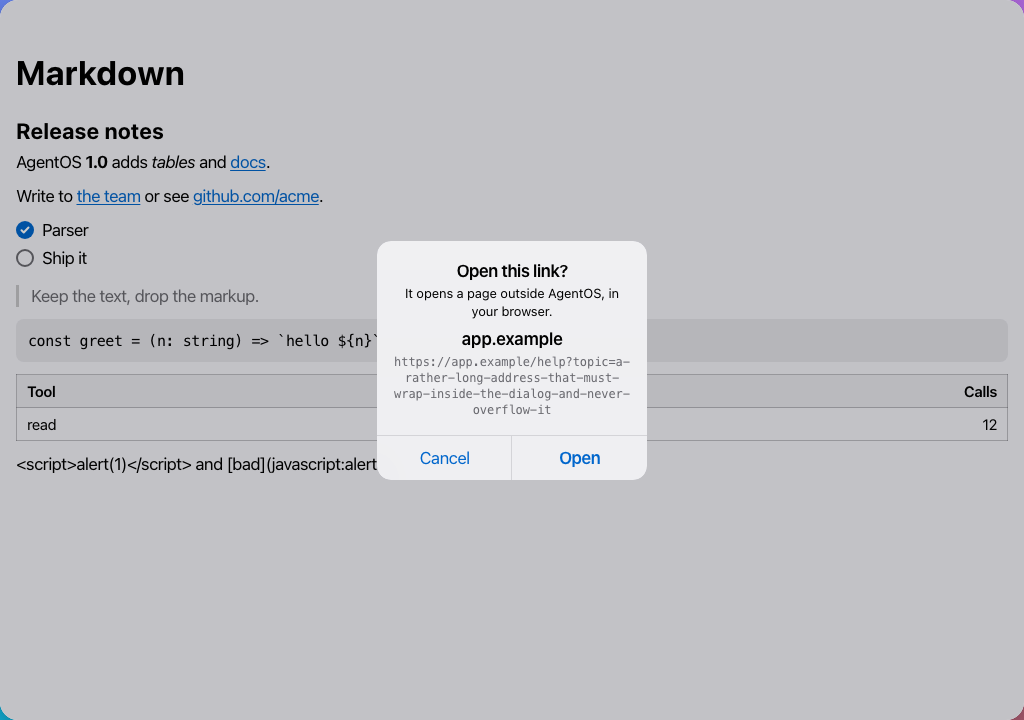 Markdown
Release notes
AgentOS 1.0 adds tables and docs.
Write to the team or see github.com/acme.
Parser
Ship it
Keep the text, drop the markup.
const greet = (n: string) => `hello ${n}`
Tool Calls
read 12
<script>alert(1)</script> and [bad](javascript:alert
Open this link?
It opens a page outside AgentOS, in
your browser.
app.example
https://app.example/help?topic=a-
rather-long-address-that-must-
wrap-inside-the-dialog-and-never-
overflow-it
Cancel Open